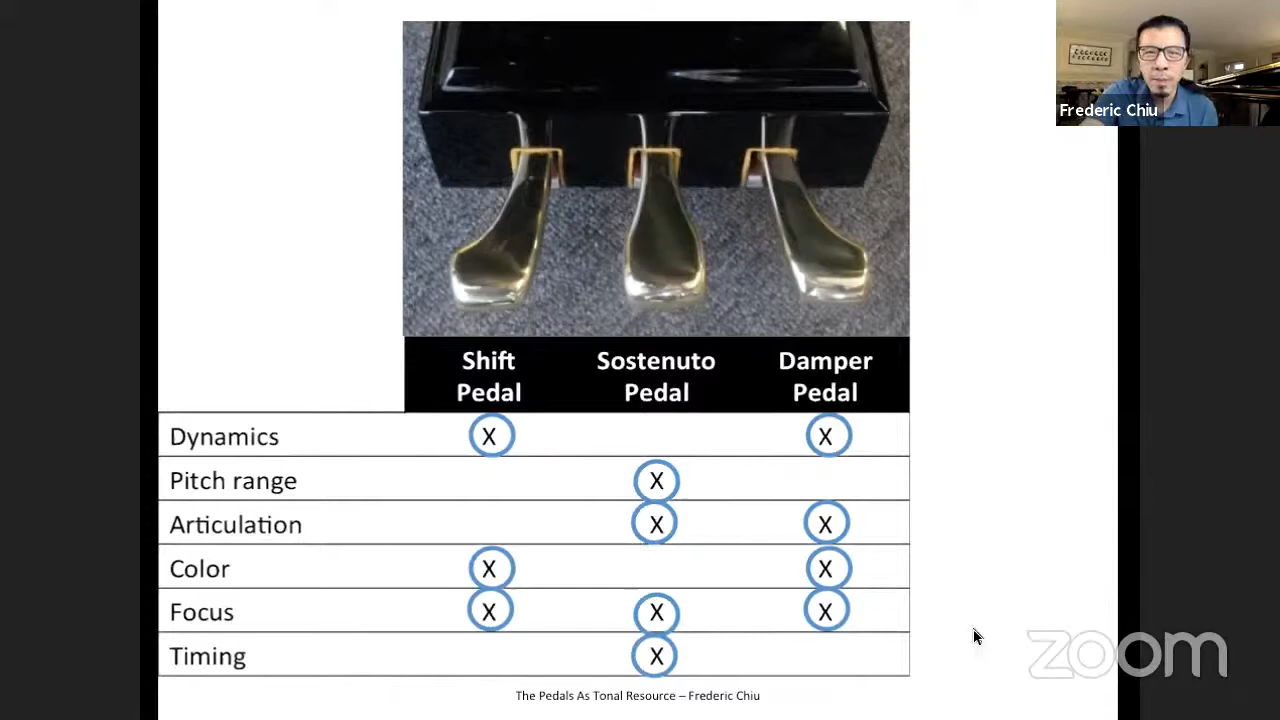 Frederic Chiu
Shift Sostenuto Damper
Pedal Pedal Pedal
Dynamics X X
Pitch range X
Articulation X X
Color X X
Focus X X X
Timing X
The Pedals As Tonal Resource – Frederic Chiu
zoom